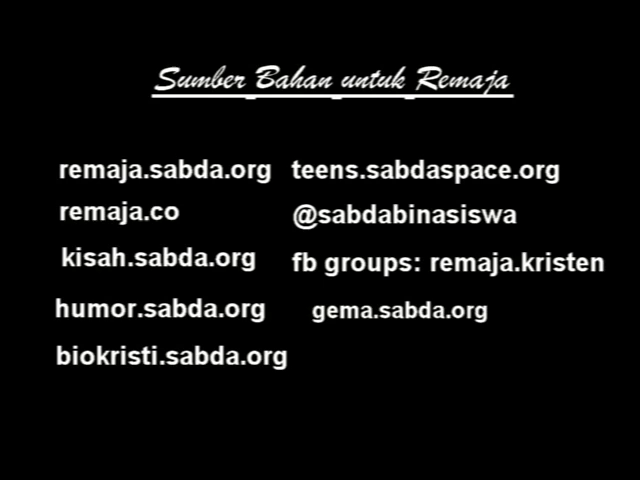 Sumber Bahan untuk Remaja
remaja.sabda.org
remaja.co
kisah.sabda.org
humor.sabda.org
biokristi.sabda.org
teens.sabdaspace.org
@sabdabinasiswa
fb groups: remaja.kristen
gema.sabda.org